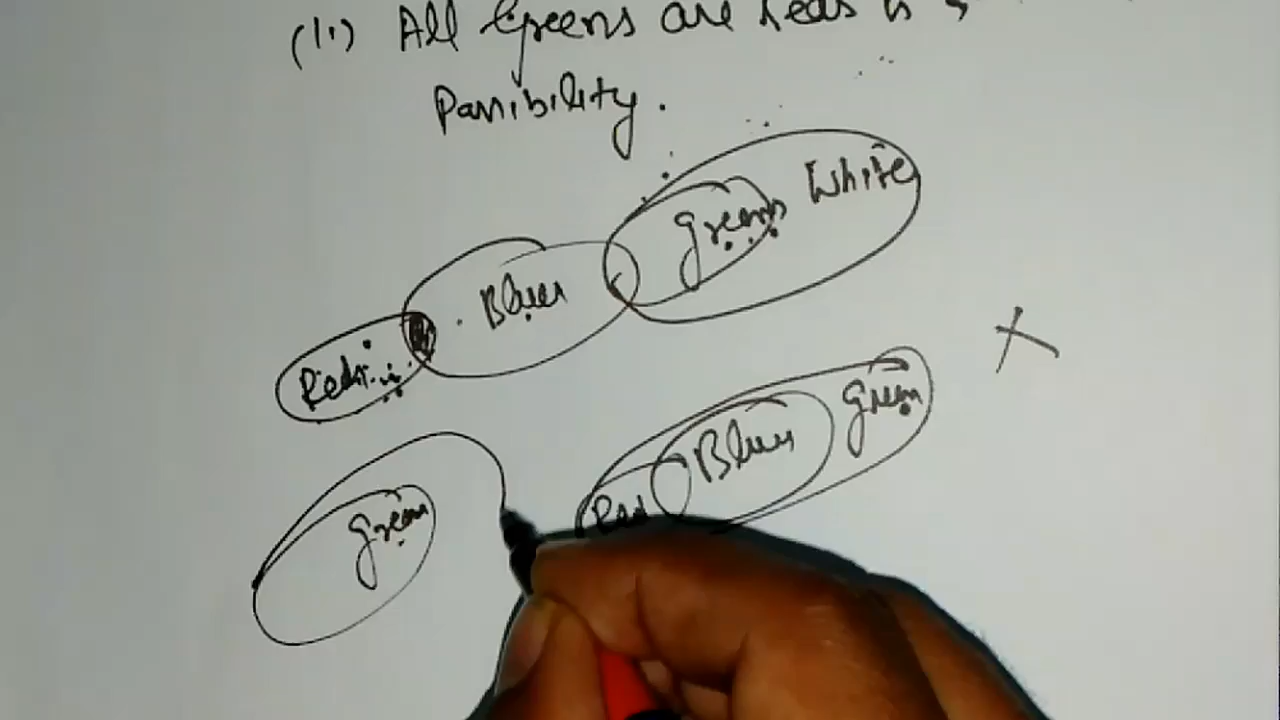 (ii) All Greens are reds is a
Possibility.
Greens White
Blues
Reds
Blues Green
Red
Green